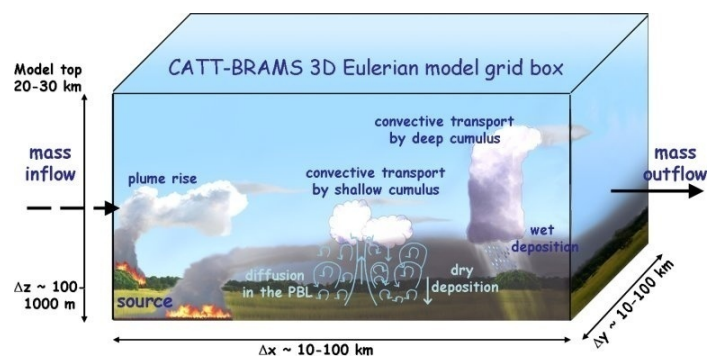 CATT-BRAMS 3D Eulerian model grid box
Model top
20-30 km
convective transport
by deep cumulus
mass
inflow
mass
outflow
plume rise
convective transport
by shallow cumulus
wet
deposition
Δz ~ 100
1000 m
source
diffusion
in the PBL
dry
deposition
Δx ~ 10-100 km
Δy ~ 10-100 km